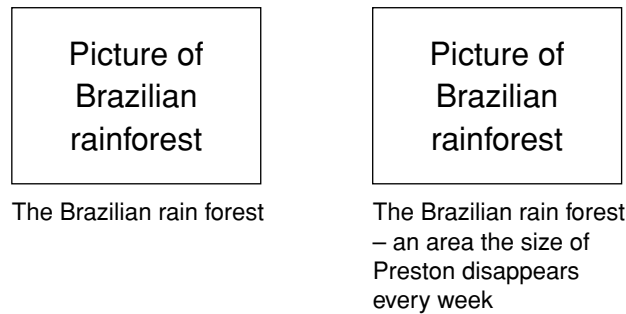 Picture of
Brazilian
rainforest
The Brazilian rain forest
Picture of
Brazilian
rainforest
The Brazilian rain forest
– an area the size of
Preston disappears
every week